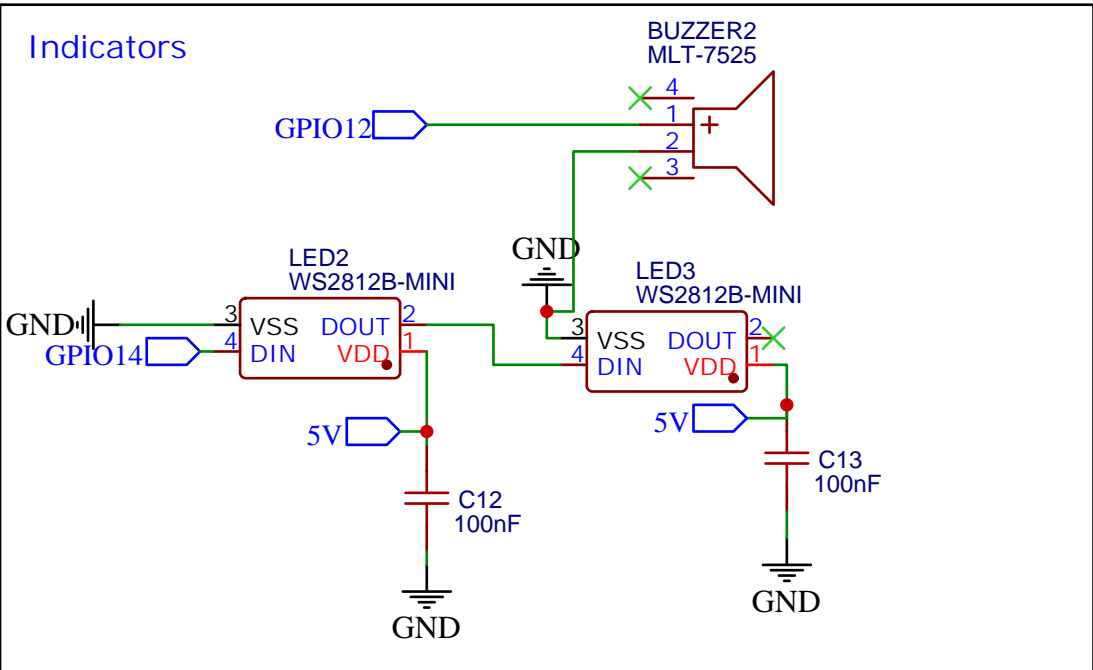 Indicators
BUZZER2
MLT-7525
4
1
+
2
3
GPIO12
GND
LED2
WS2812B-MINI
LED3
WS2812B-MINI
GND
3
VSS
DOUT
2
GPIO14
4
DIN
VDD
1
3
VSS
DOUT
2
4
DIN
VDD
1
5V
5V
C12
100nF
C13
100nF
GND
GND